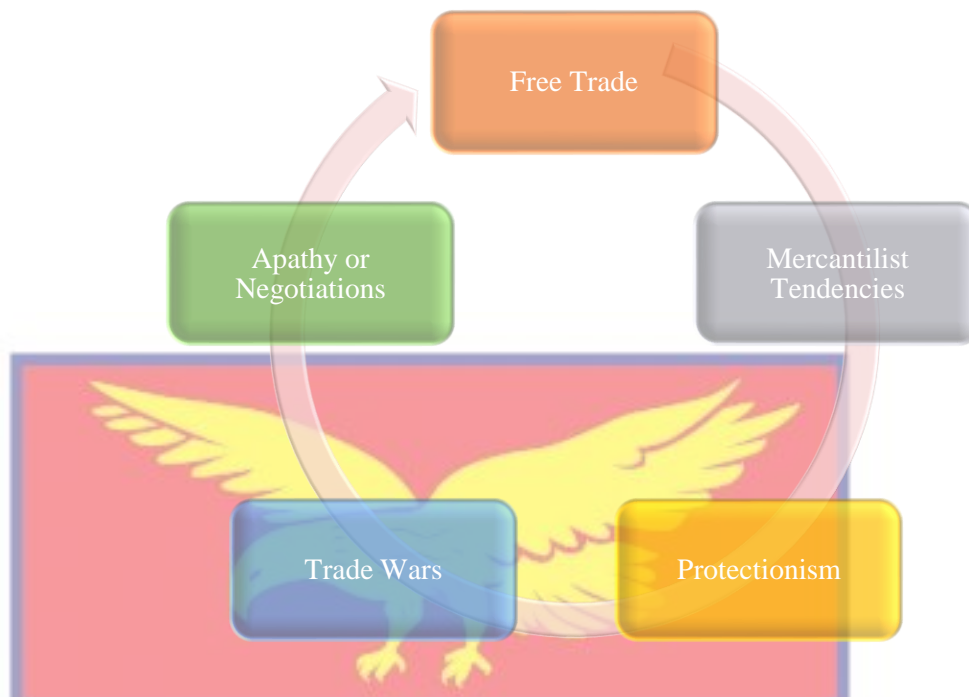 Free Trade
Mercantilist
Tendencies
Protectionism
Trade Wars
Apathy or
Negotiations